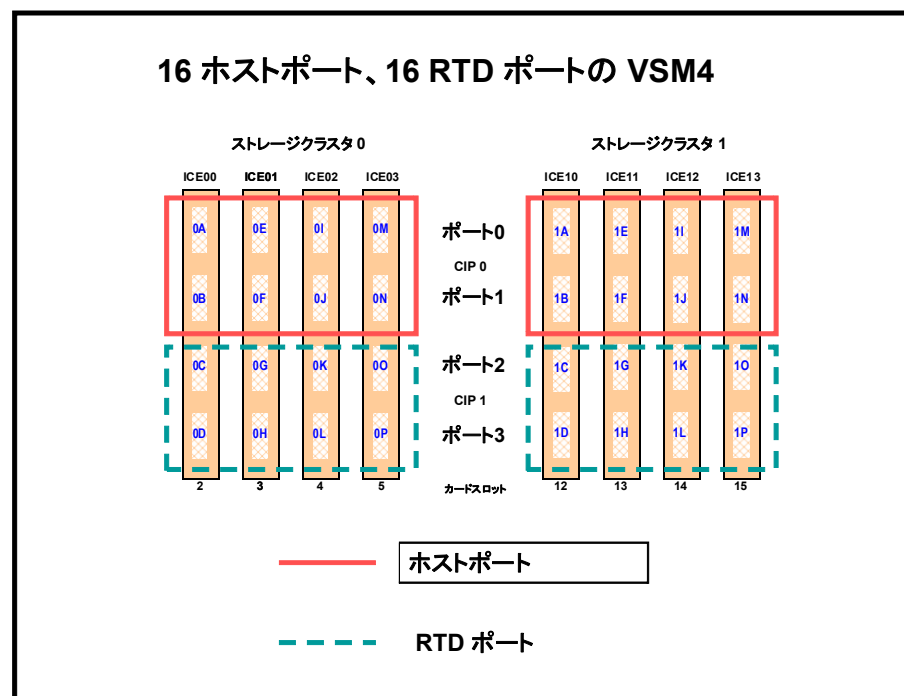 16 ホストポート、16 RTD ポートの VSM4
ストレージクラスタ 0 ストレージクラスタ 1
ICE00 ICE01 ICE02 ICE03 ICE10 ICE11 ICE12 ICE13
0A 0E 0I 0M ポート0 1A 1E 1I 1M
CIP 0
0B 0F 0J 0N ポート1 1B 1F 1J 1N
0C 0G 0K 0O ポート2 1C 1G 1K 1O
CIP 1
0D 0H 0L 0P ポート3 1D 1H 1L 1P
2 3 4 5 カードスロット 12 13 14 15
ホストポート
RTD ポート